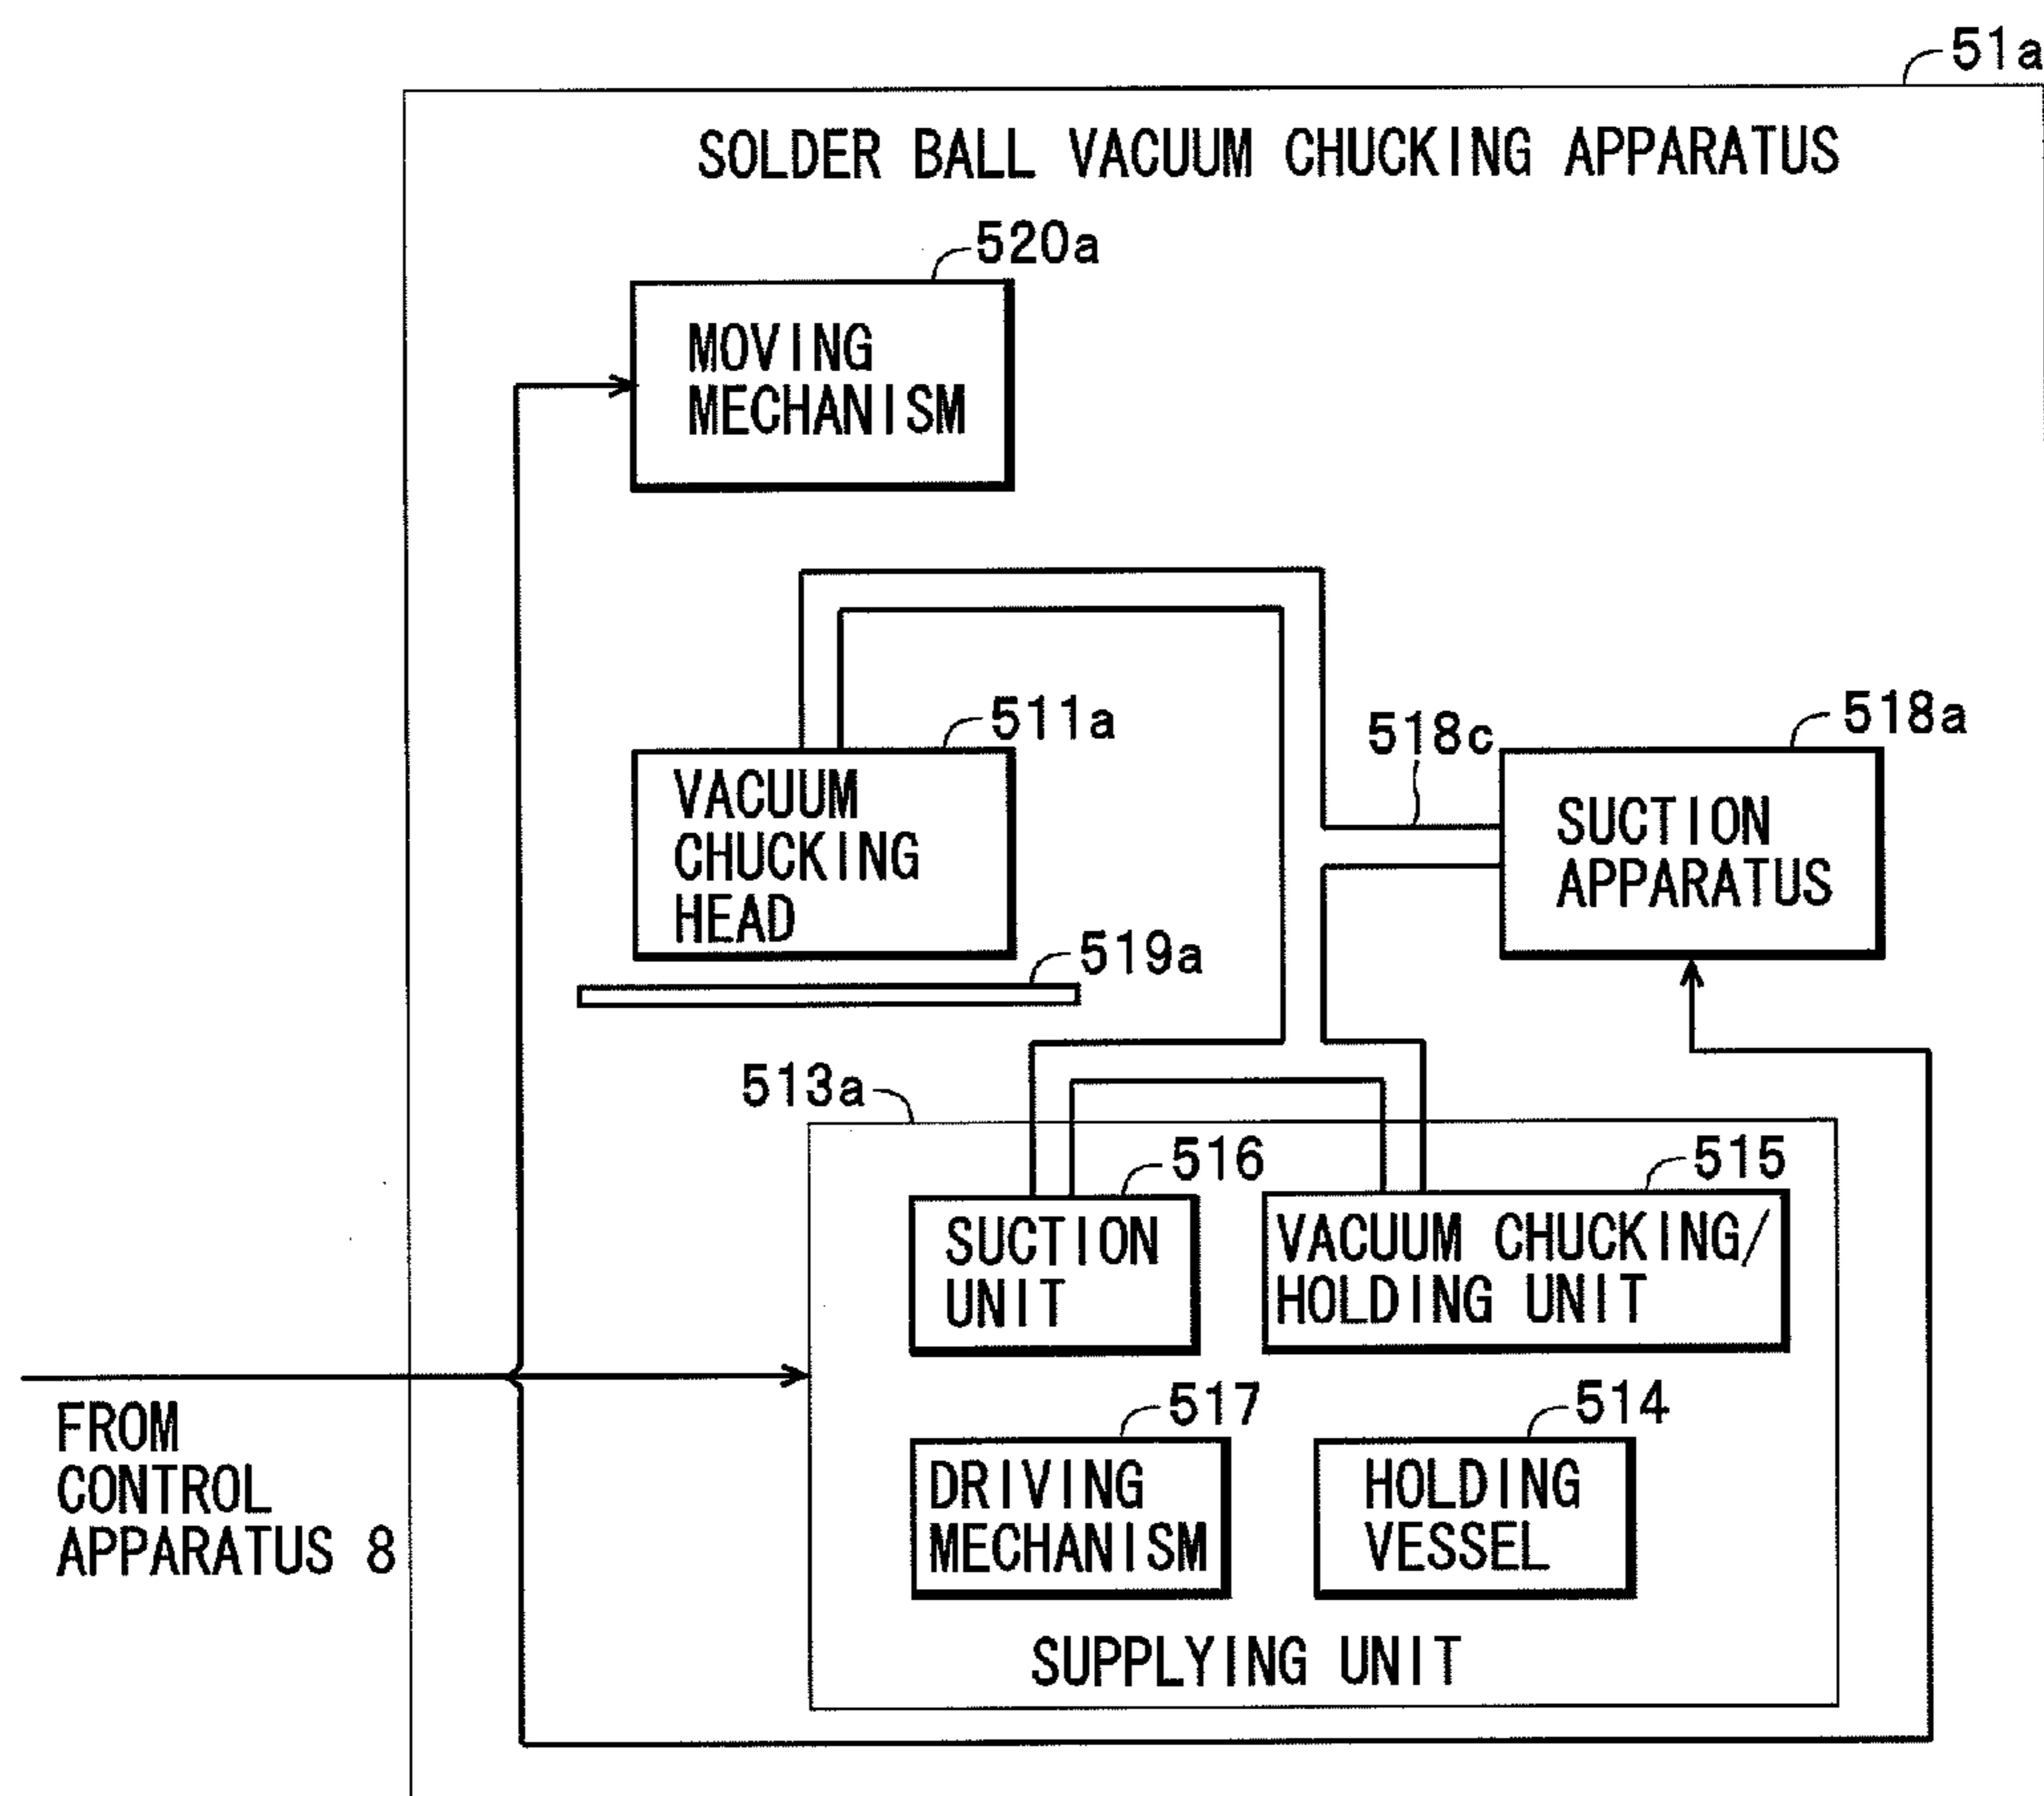 51a
SOLDER BALL VACUUM CHUCKING APPARATUS
520a
MOVING
MECHANISM
511a
518c
518a
VACUUM
CHUCKING
HEAD
SUCTION
APPARATUS
519a
513a
516
515
SUCTION
UNIT
VACUUM CHUCKING/
HOLDING UNIT
FROM
CONTROL
APPARATUS 8
517
514
DRIVING
MECHANISM
HOLDING
VESSEL
SUPPLYING UNIT